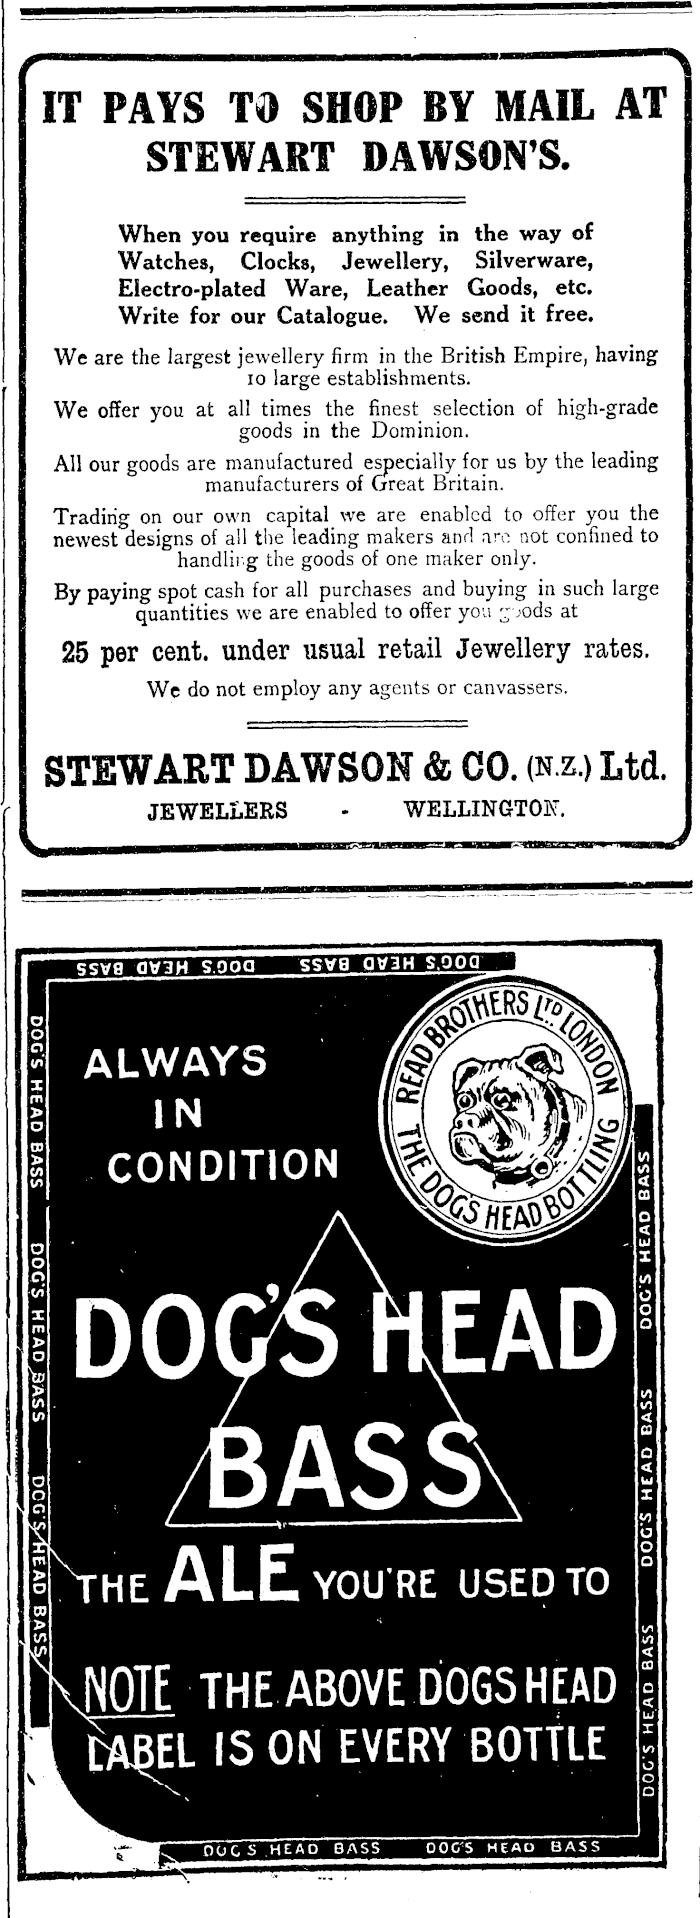 IT PAYS TO SHOP BY MAIL AT
STEWART DAWSON'S.
When you require anything in the way of
Watches, Clocks, Jewellery, Silverware,
Electro-plated Ware, Leather Goods, etc.
Write for our Catalogue. We send it free.
We are the largest jewellery firm in the British Empire, having
10 large establishments.
We offer you at all times the finest selection of high-grade
goods in the Dominion.
All our goods are manufactured especially for us by the leading
manufacturers of Great Britain.
Trading on our own capital we are enabled to offer you the
newest designs of all the leading makers and are not confined to
handling the goods of one maker only.
By paying spot cash for all purchases and buying in such large
quantities we are enabled to offer you goods at
25 per cent. under usual retail Jewellery rates.
We do not employ any agents or canvassers.
STEWART DAWSON & CO. (N.Z.) Ltd.
JEWELLERS - WELLINGTON.
DOG'S HEAD BASS DOG'S HEAD BASS
READ BROTHERS LTD. LONDON
THE DOG'S HEAD BOTTLING
DOG'S HEAD BASS DOG'S HEAD BASS DOG'S HEAD BASS
ALWAYS
IN
CONDITION
DOG'S HEAD
BASS
THE ALE YOU'RE USED TO
NOTE THE ABOVE DOGS HEAD
LABEL IS ON EVERY BOTTLE
DOG'S HEAD BASS DOG'S HEAD BASS DOG'S HEAD BASS
DOG'S HEAD BASS DOG'S HEAD BASS